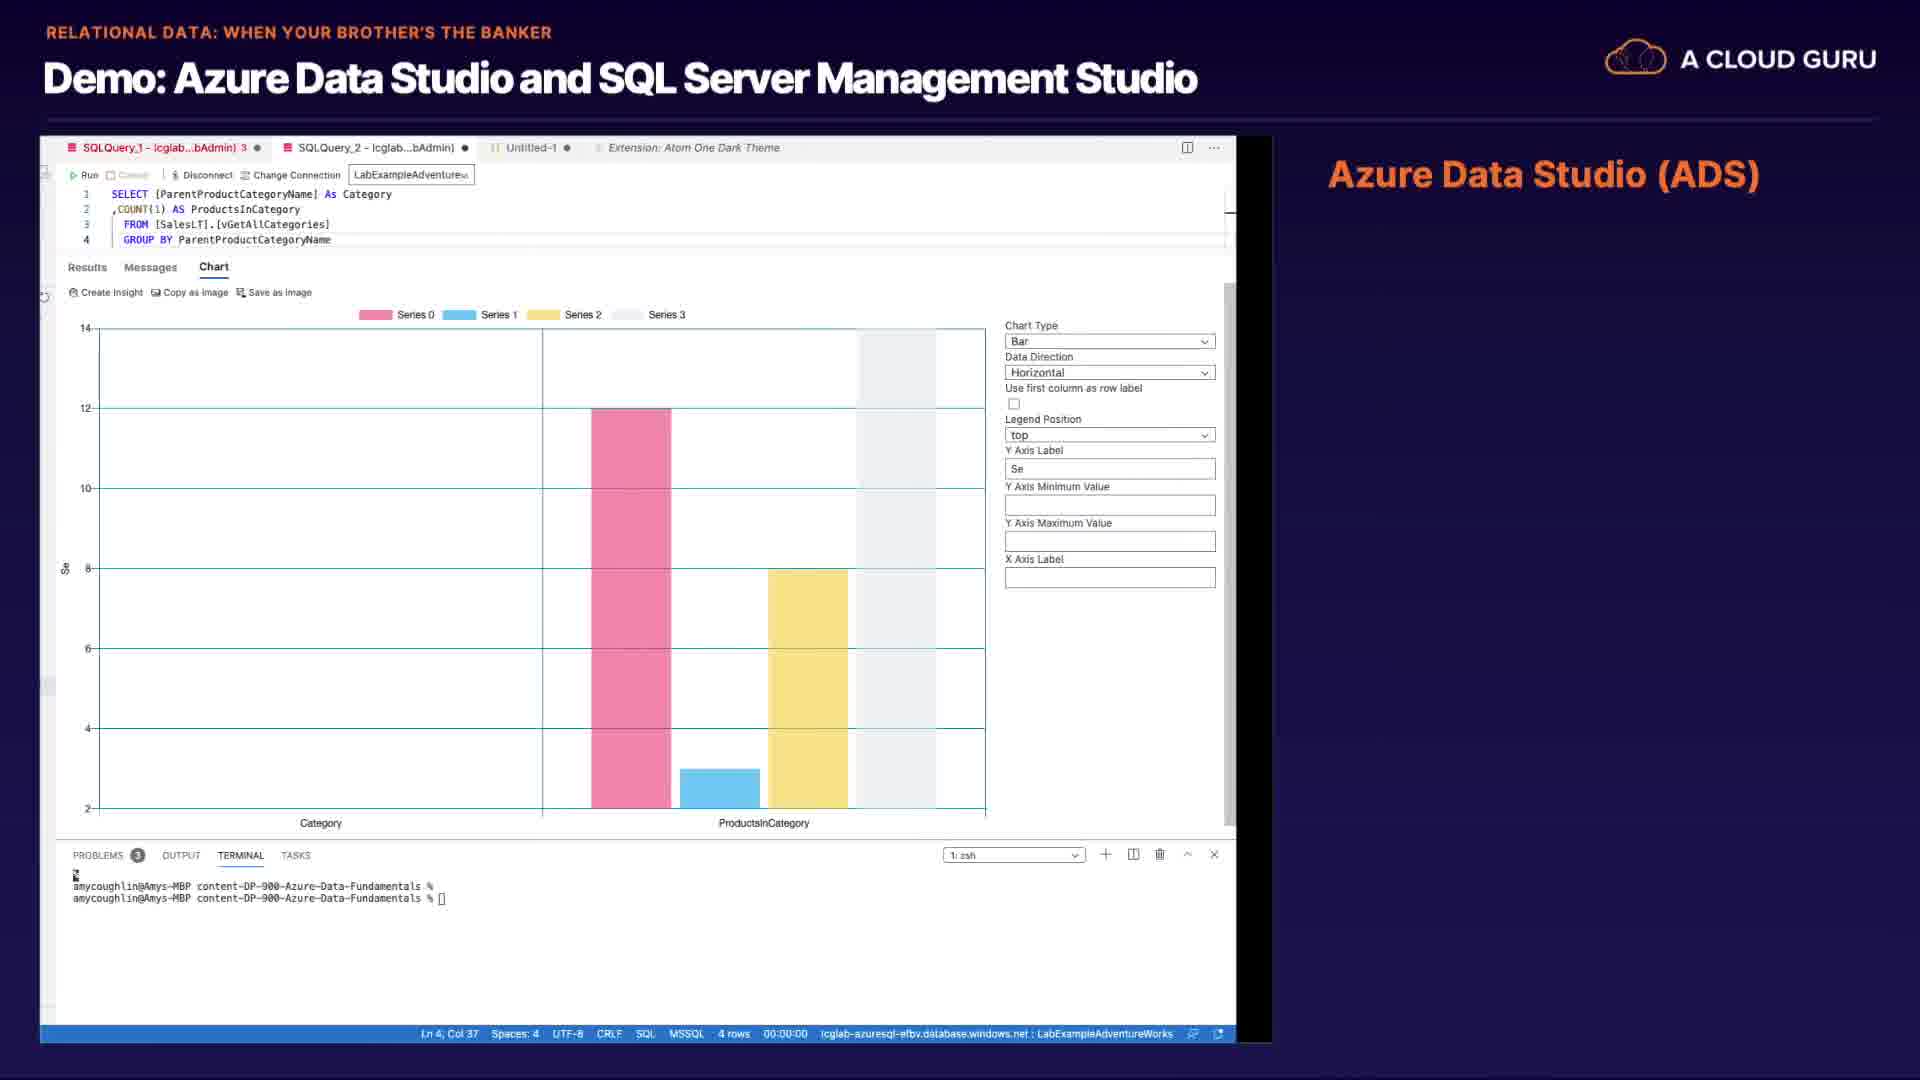 RELATIONAL DATA: WHEN YOUR BROTHER'S THE BANKER
Demo: Azure Data Studio and SQL Server Management Studio
A CLOUD GURU
SQLQuery_1 - lcglab...bAdmin) 3
SQLQuery_2 - lcglab...bAdmin)
Untitled-1
Extension: Atom One Dark Theme
Run
Cancel
Disconnect
Change Connection
LabExampleAdventure
1 SELECT [ParentProductCategoryName] As Category
2 ,COUNT(1) AS ProductsInCategory
3 FROM [SalesLT].[vGetAllCategories]
4 GROUP BY ParentProductCategoryName
Azure Data Studio (ADS)
Results Messages Chart
Create Insight Copy as image Save as image
Series 0 Series 1 Series 2 Series 3
14
12
10
8
6
4
2
Se
Category
ProductsInCategory
Chart Type
Bar
Data Direction
Horizontal
Use first column as row label
Legend Position
top
Y Axis Label
Se
Y Axis Minimum Value
Y Axis Maximum Value
X Axis Label
PROBLEMS 3 OUTPUT TERMINAL TASKS
1: zsh
amycoughlin@Amys-MBP content-DP-900-Azure-Data-Fundamentals %
amycoughlin@Amys-MBP content-DP-900-Azure-Data-Fundamentals %
Ln 4, Col 37 Spaces: 4 UTF-8 CRLF SQL MSSQL 4 rows 00:00:00 lcglab-azuresql-efbv.database.windows.net : LabExampleAdventureWorks